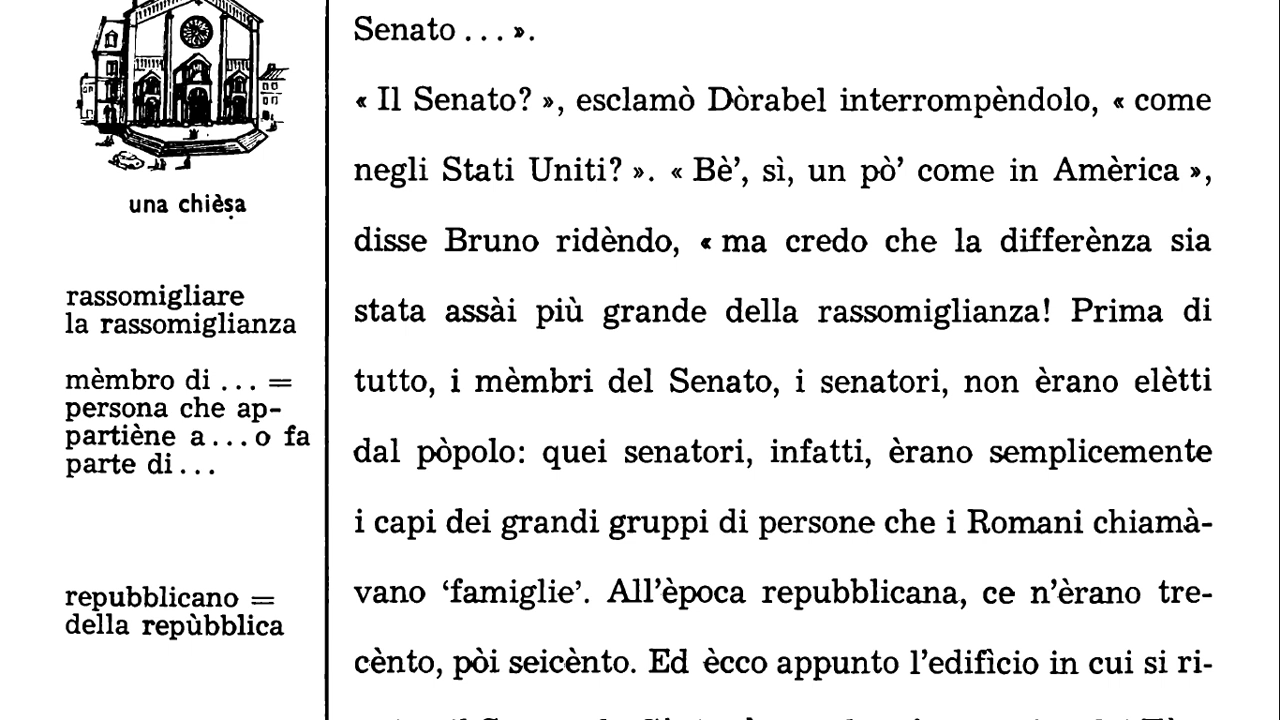 una chièsa
rassomigliare
la rassomiglianza
mèmbro di ... =
persona che ap-
partiène a...o fa
parte di...
repubblicano =
della repùbblica
Senato ... ».
« Il Senato? », esclamò Dòrabel interrompèndolo, « come
negli Stati Uniti? ». « Bè’, sì, un pò’ come in Amèrica »,
disse Bruno ridèndo, « ma credo che la differènza sia
stata assài più grande della rassomiglianza! Prima di
tutto, i mèmbri del Senato, i senatori, non èrano elètti
dal pòpolo: quei senatori, infatti, èrano semplicemente
i capi dei grandi gruppi di persone che i Romani chiamà-
vano ‘famiglie’. All’època repubblicana, ce n’èrano tre-
cènto, pòi seicènto. Ed ècco appunto l’edifìcio in cui si ri-